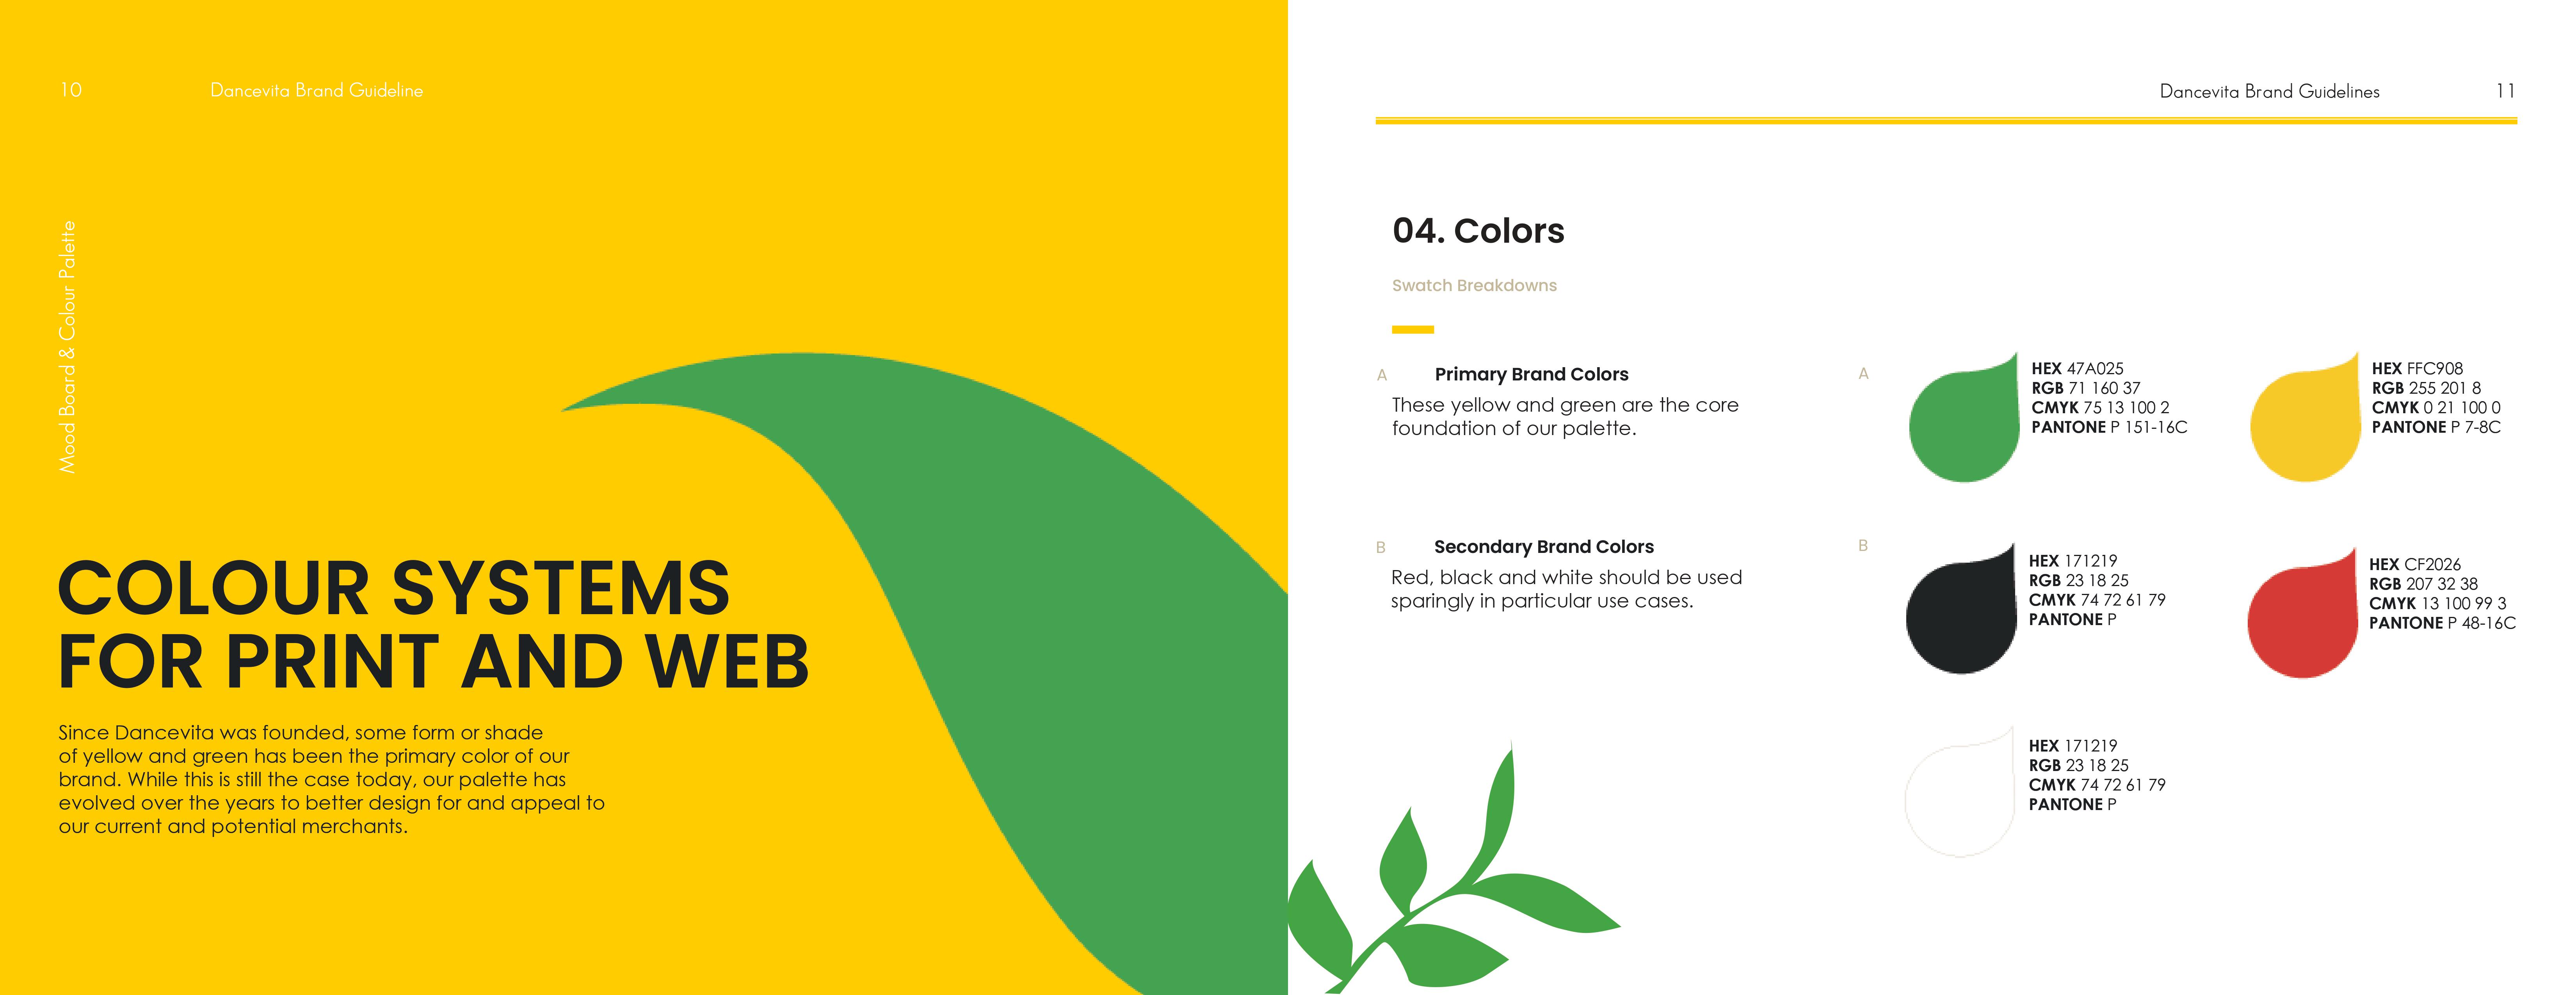 10
Dancevita Brand Guideline
Mood Board & Colour Palette
COLOUR SYSTEMS
FOR PRINT AND WEB
Since Dancevita was founded, some form or shade
of yellow and green has been the primary color of our
brand. While this is still the case today, our palette has
evolved over the years to better design for and appeal to
our current and potential merchants.
Dancevita Brand Guidelines
11
04. Colors
Swatch Breakdowns
A
Primary Brand Colors
These yellow and green are the core
foundation of our palette.
B
Secondary Brand Colors
Red, black and white should be used
sparingly in particular use cases.
A
HEX 47A025
RGB 71 160 37
CMYK 75 13 100 2
PANTONE P 151-16C
HEX FFC908
RGB 255 201 8
CMYK 0 21 100 0
PANTONE P 7-8C
B
HEX 171219
RGB 23 18 25
CMYK 74 72 61 79
PANTONE P
HEX CF2026
RGB 207 32 38
CMYK 13 100 99 3
PANTONE P 48-16C
HEX 171219
RGB 23 18 25
CMYK 74 72 61 79
PANTONE P